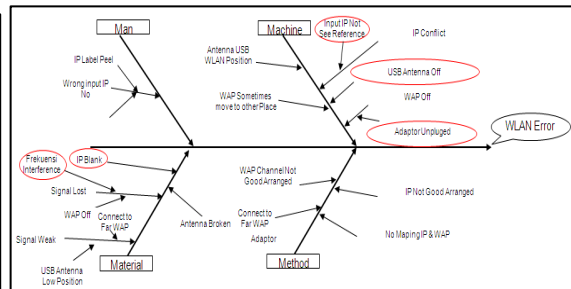 Man
Machine
Input IP Not
See Reference
IP Conflict
Antenna USB
WLAN Position
IP Label Peel
USB Antenna Off
Wrong input IP
No
WAP Sometimes
move to other Place
WAP Off
Adaptor Unpluged
WLAN Error
Frekuensi
Interference
IP Blank
WAP Channel Not
Good Arranged
Signal Lost
IP Not Good Arranged
WAP Off
Connect to
Far WAP
Antenna Broken
Connect to
Far WAP
Signal Weak
Adaptor
No Maping IP & WAP
USB Antenna
Low Position
Material
Method